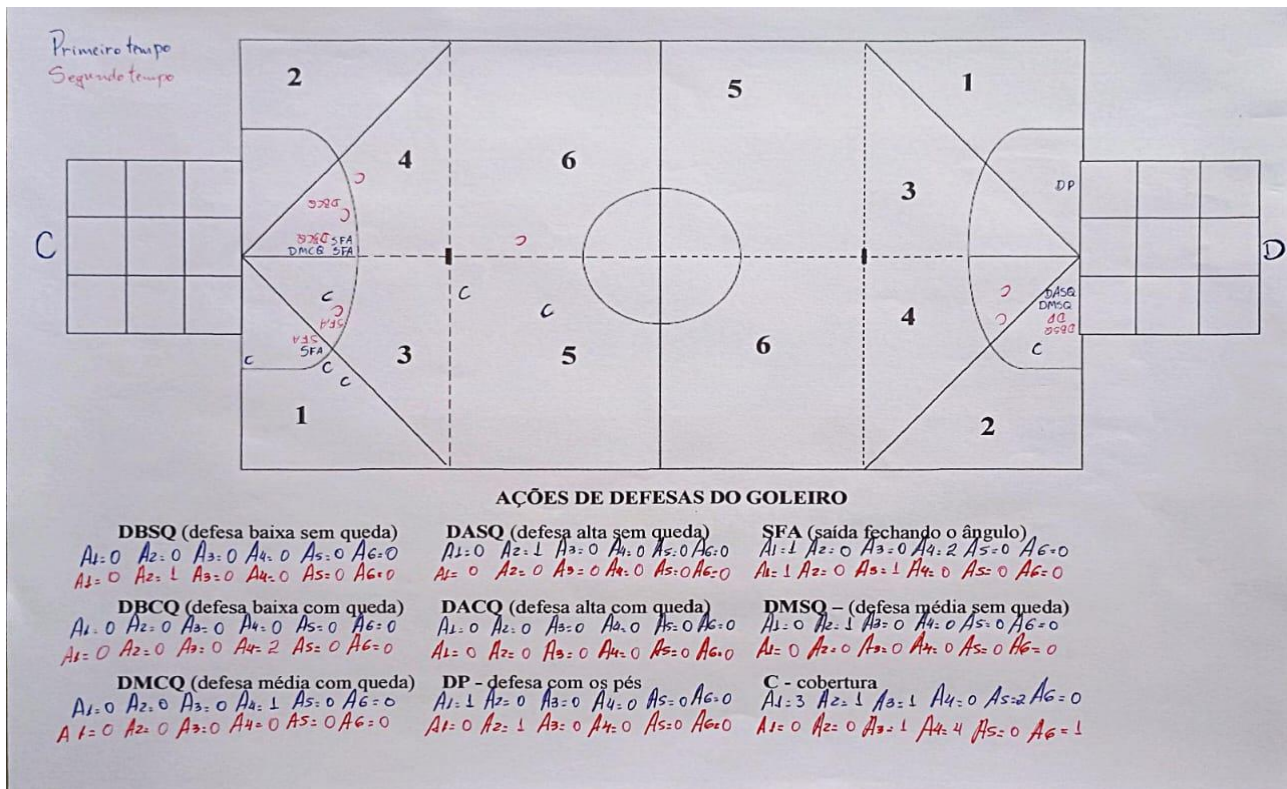 Primeiro tempo
Segundo tempo
2
5
1
4
6
3
C
DBCQ
C
C
DP
C
DBCQ SFA
DMCQ SFA
C
D
C
C
C
C
SFA
SFA
SFA
C
C
C
3
5
6
4
C
C
DASQ
DMSQ
DP
DBSQ
C
1
2
AÇÕES DE DEFESAS DO GOLEIRO
DBSQ (defesa baixa sem queda) DASQ (defesa alta sem queda) SFA (saída fechando o ângulo)
A1=0 A2=0 A3=0 A4=0 A5=0 A6=0 A1=0 A2=1 A3=0 A4=0 A5=0 A6=0 A1=1 A2=0 A3=0 A4=2 A5=0 A6=0
A1=0 A2=1 A3=0 A4=0 A5=0 A6=0 A1=0 A2=0 A3=0 A4=0 A5=0 A6=0 A1=1 A2=0 A3=1 A4=0 A5=0 A6=0
DBCQ (defesa baixa com queda) DACQ (defesa alta com queda) DMSQ – (defesa média sem queda)
A1=0 A2=0 A3=0 A4=0 A5=0 A6=0 A1=0 A2=0 A3=0 A4=0 A5=0 A6=0 A1=0 A2=1 A3=0 A4=0 A5=0 A6=0
A1=0 A2=0 A3=0 A4=2 A5=0 A6=0 A1=0 A2=0 A3=0 A4=0 A5=0 A6=0 A1=0 A2=0 A3=0 A4=0 A5=0 A6=0
DMCQ (defesa média com queda) DP - defesa com os pés C - cobertura
A1=0 A2=0 A3=0 A4=1 A5=0 A6=0 A1=1 A2=0 A3=0 A4=0 A5=0 A6=0 A1=3 A2=1 A3=1 A4=0 A5=2 A6=0
A1=0 A2=0 A3=0 A4=0 A5=0 A6=0 A1=0 A2=1 A3=0 A4=0 A5=0 A6=0 A1=0 A2=0 A3=1 A4=4 A5=0 A6=1